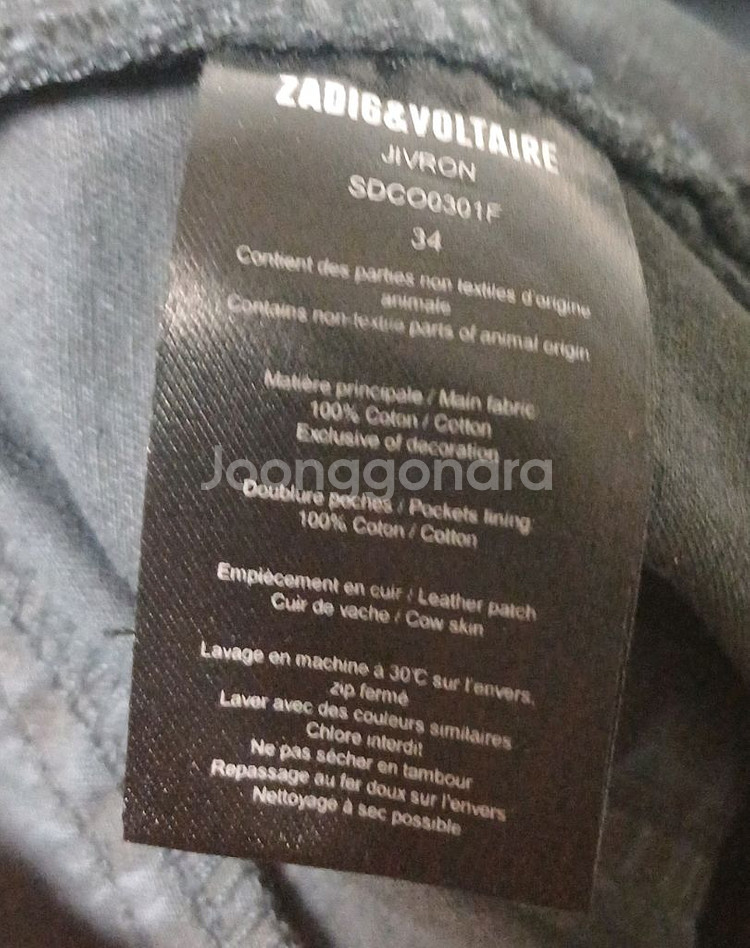 ZADIG&VOLTAIRE
JIVRON
SDCO0301F
34
Contient des parties non textiles d'origine
animale
Contains non-textile parts of animal origin
Matière principale / Main fabric
100% Coton / Cotton
Exclusive of decoration
Joonggonara
Doublure poches / Pockets lining
100% Coton / Cotton
Empiècement en cuir / Leather patch
Cuir de vache / Cow skin
Lavage en machine à 30°C sur l'envers,
zip fermé
Laver avec des couleurs similaires
Chlore interdit
Ne pas sécher en tambour
Repassage au fer doux sur l'envers
Nettoyage à sec possible